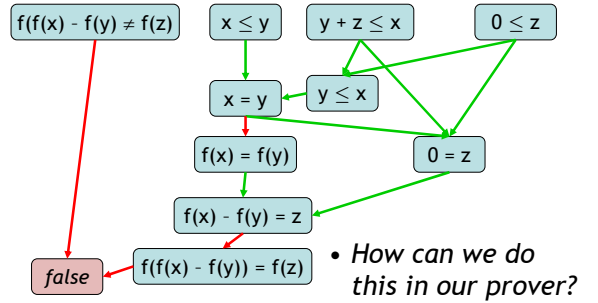 f(f(x) - f(y) ≠ f(z)
x ≤ y
y + z ≤ x
0 ≤ z
x = y
y ≤ x
f(x) = f(y)
0 = z
f(x) - f(y) = z
false
f(f(x) - f(y)) = f(z)
• How can we do
this in our prover?